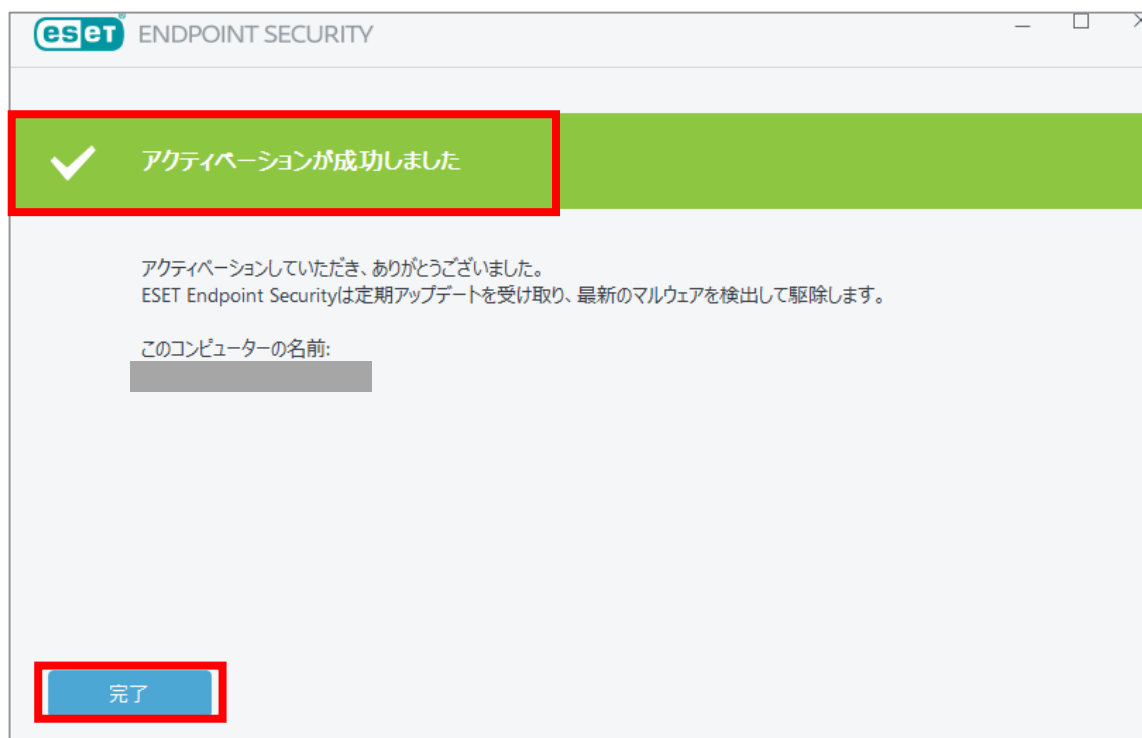 eset ENDPOINT SECURITY
アクティベーションが成功しました
アクティベーションしていただき、ありがとうございました。
ESET Endpoint Securityは定期アップデートを受け取り、最新のマルウェアを検出して駆除します。
このコンピューターの名前:
完了